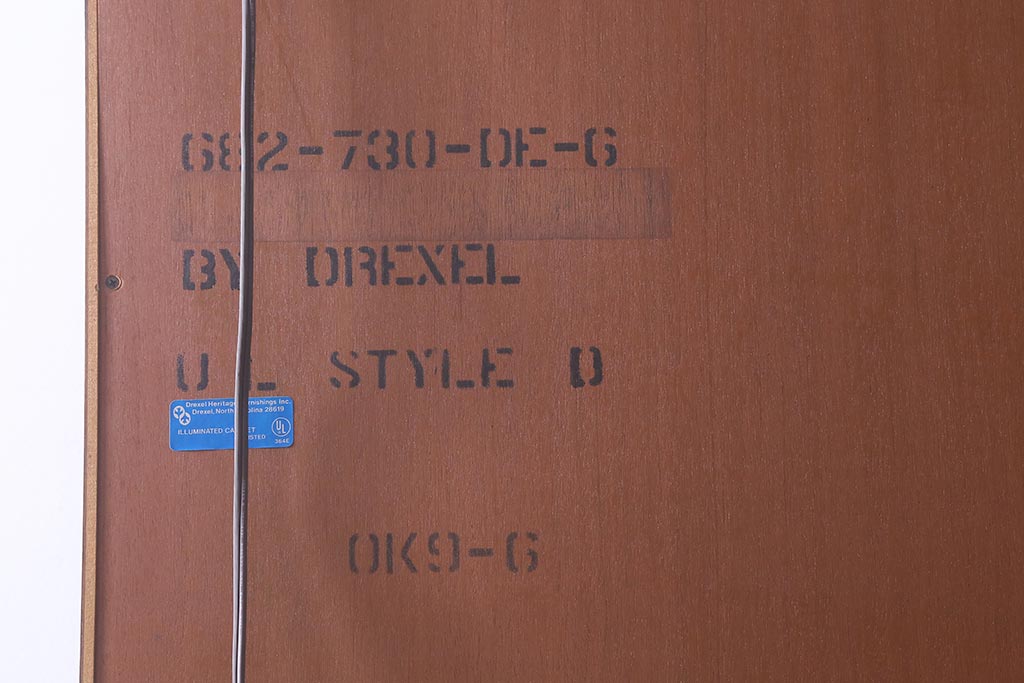 682-730-DE-6
BY DREXEL
U L STYLE D
Drexel Heritage Furnishings Inc.
Drexel, North Carolina 28619
ILLUMINATED CABINET
LISTED
UL
364E
OK9-6